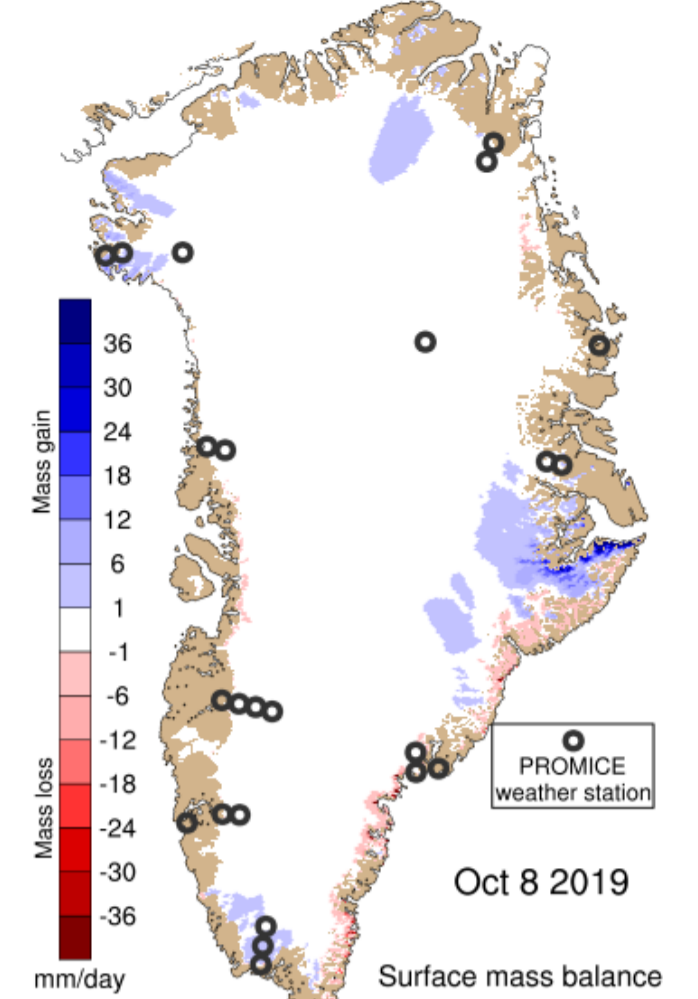 36
30
24
18
12
6
1
-1
-6
-12
-18
-24
-30
-36
Mass gain
Mass loss
mm/day
PROMICE
weather station
Oct 8 2019
Surface mass balance